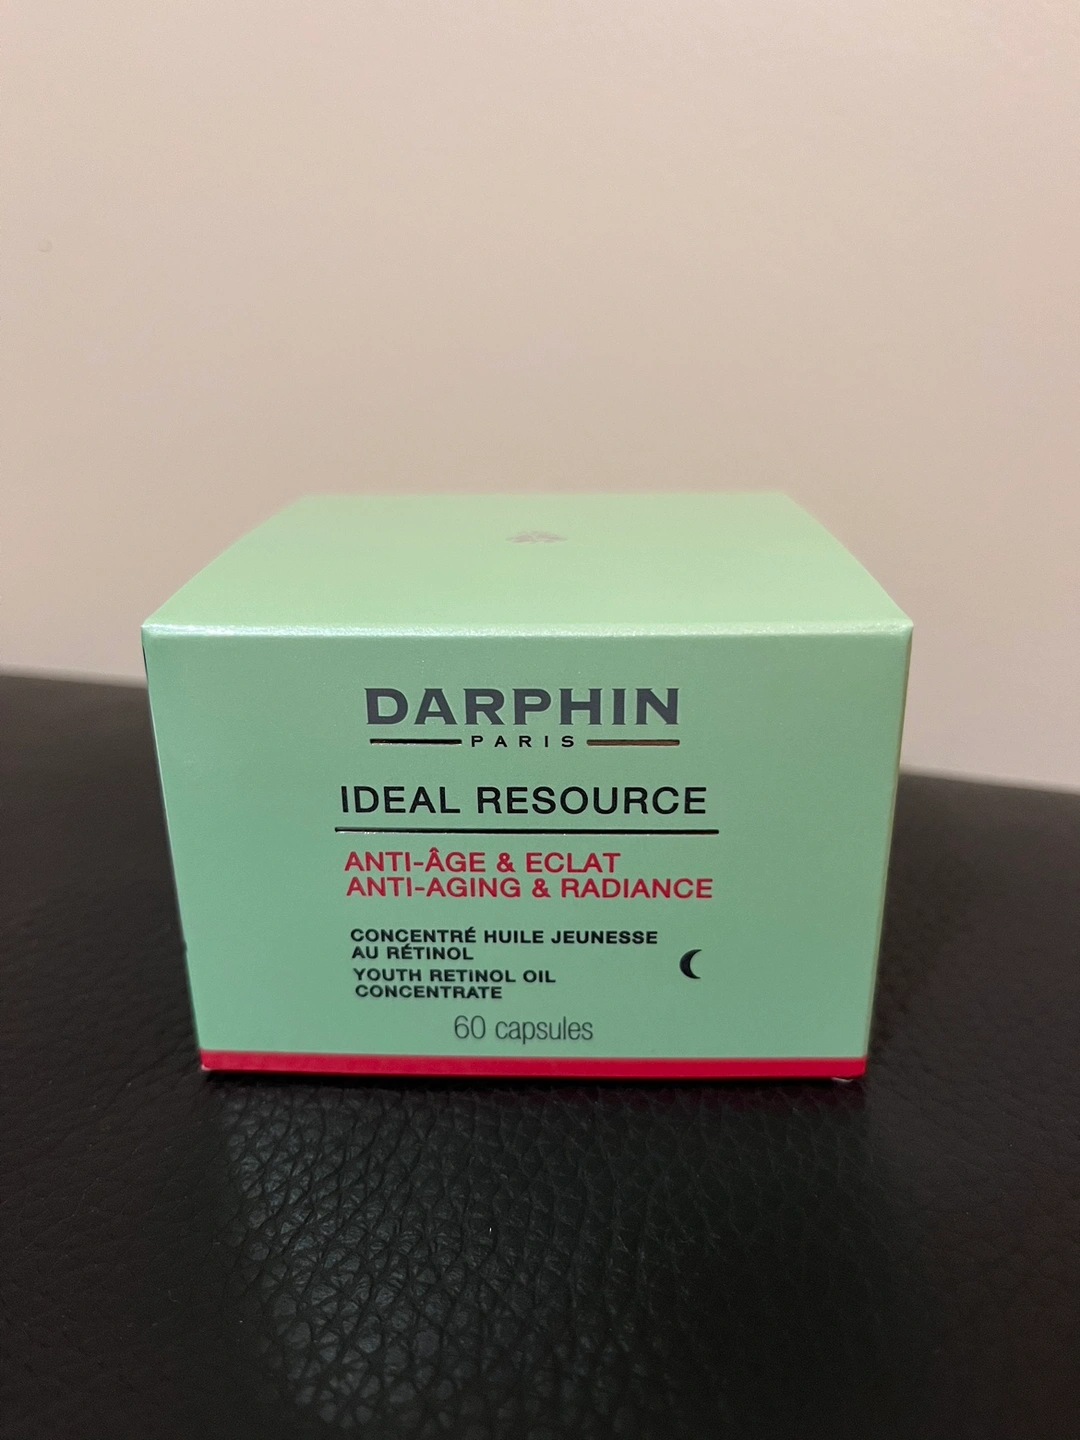 DARPHIN
PARIS
IDEAL RESOURCE
ANTI-ÂGE & ECLAT
ANTI-AGING & RADIANCE
CONCENTRÉ HUILE JEUNESSE
AU RÉTINOL
YOUTH RETINOL OIL
CONCENTRATE
60 capsules